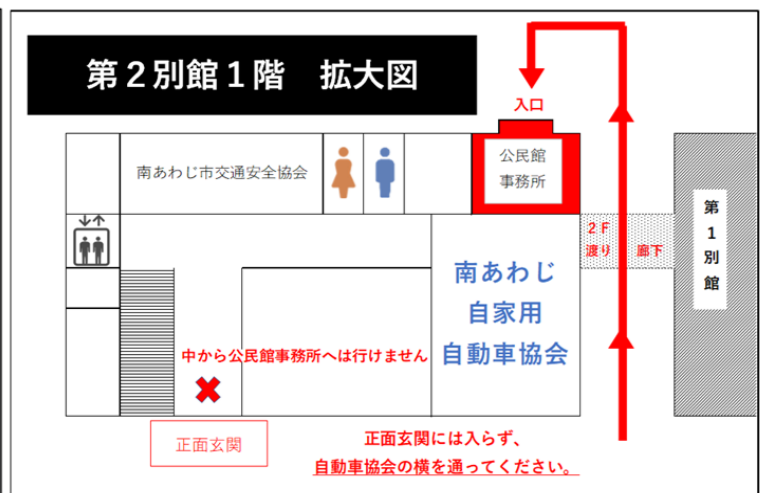 第２別館１階　拡大図
入口
南あわじ市交通安全協会
公民館
事務所
２Ｆ
渡り
廊下
第１別館
南あわじ
自家用
自動車協会
中から公民館事務所へは行けません
正面玄関
正面玄関には入らず、
自動車協会の横を通ってください。